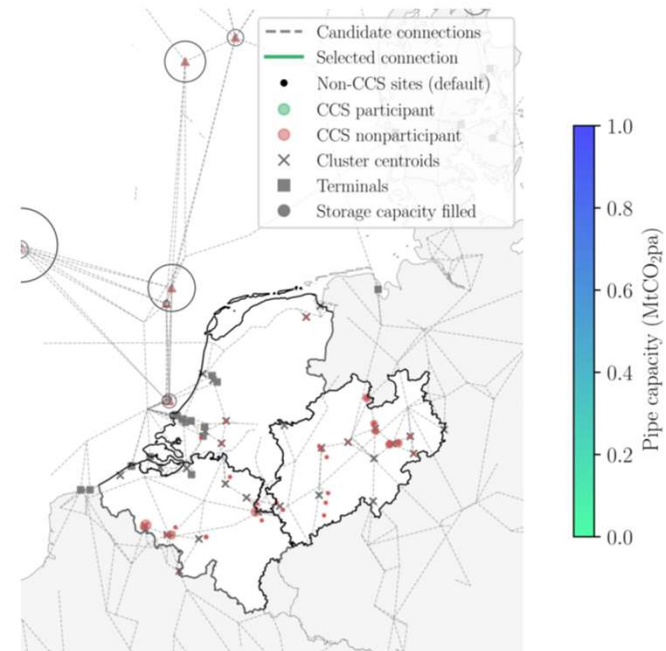 Candidate connections
Selected connection
Non-CCS sites (default)
CCS participant
CCS nonparticipant
Cluster centroids
Terminals
Storage capacity filled
1.0
0.8
0.6
0.4
0.2
0.0
Pipe capacity (MtCO₂pa)